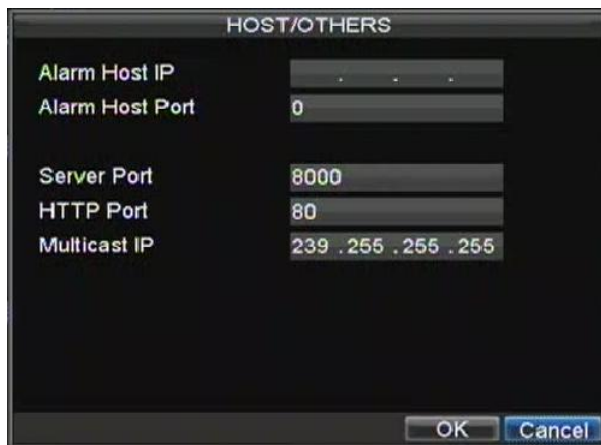 HOST/OTHERS
Alarm Host IP . . .
Alarm Host Port 0
Server Port 8000
HTTP Port 80
Multicast IP 239 .255 .255 .255
OK Cancel